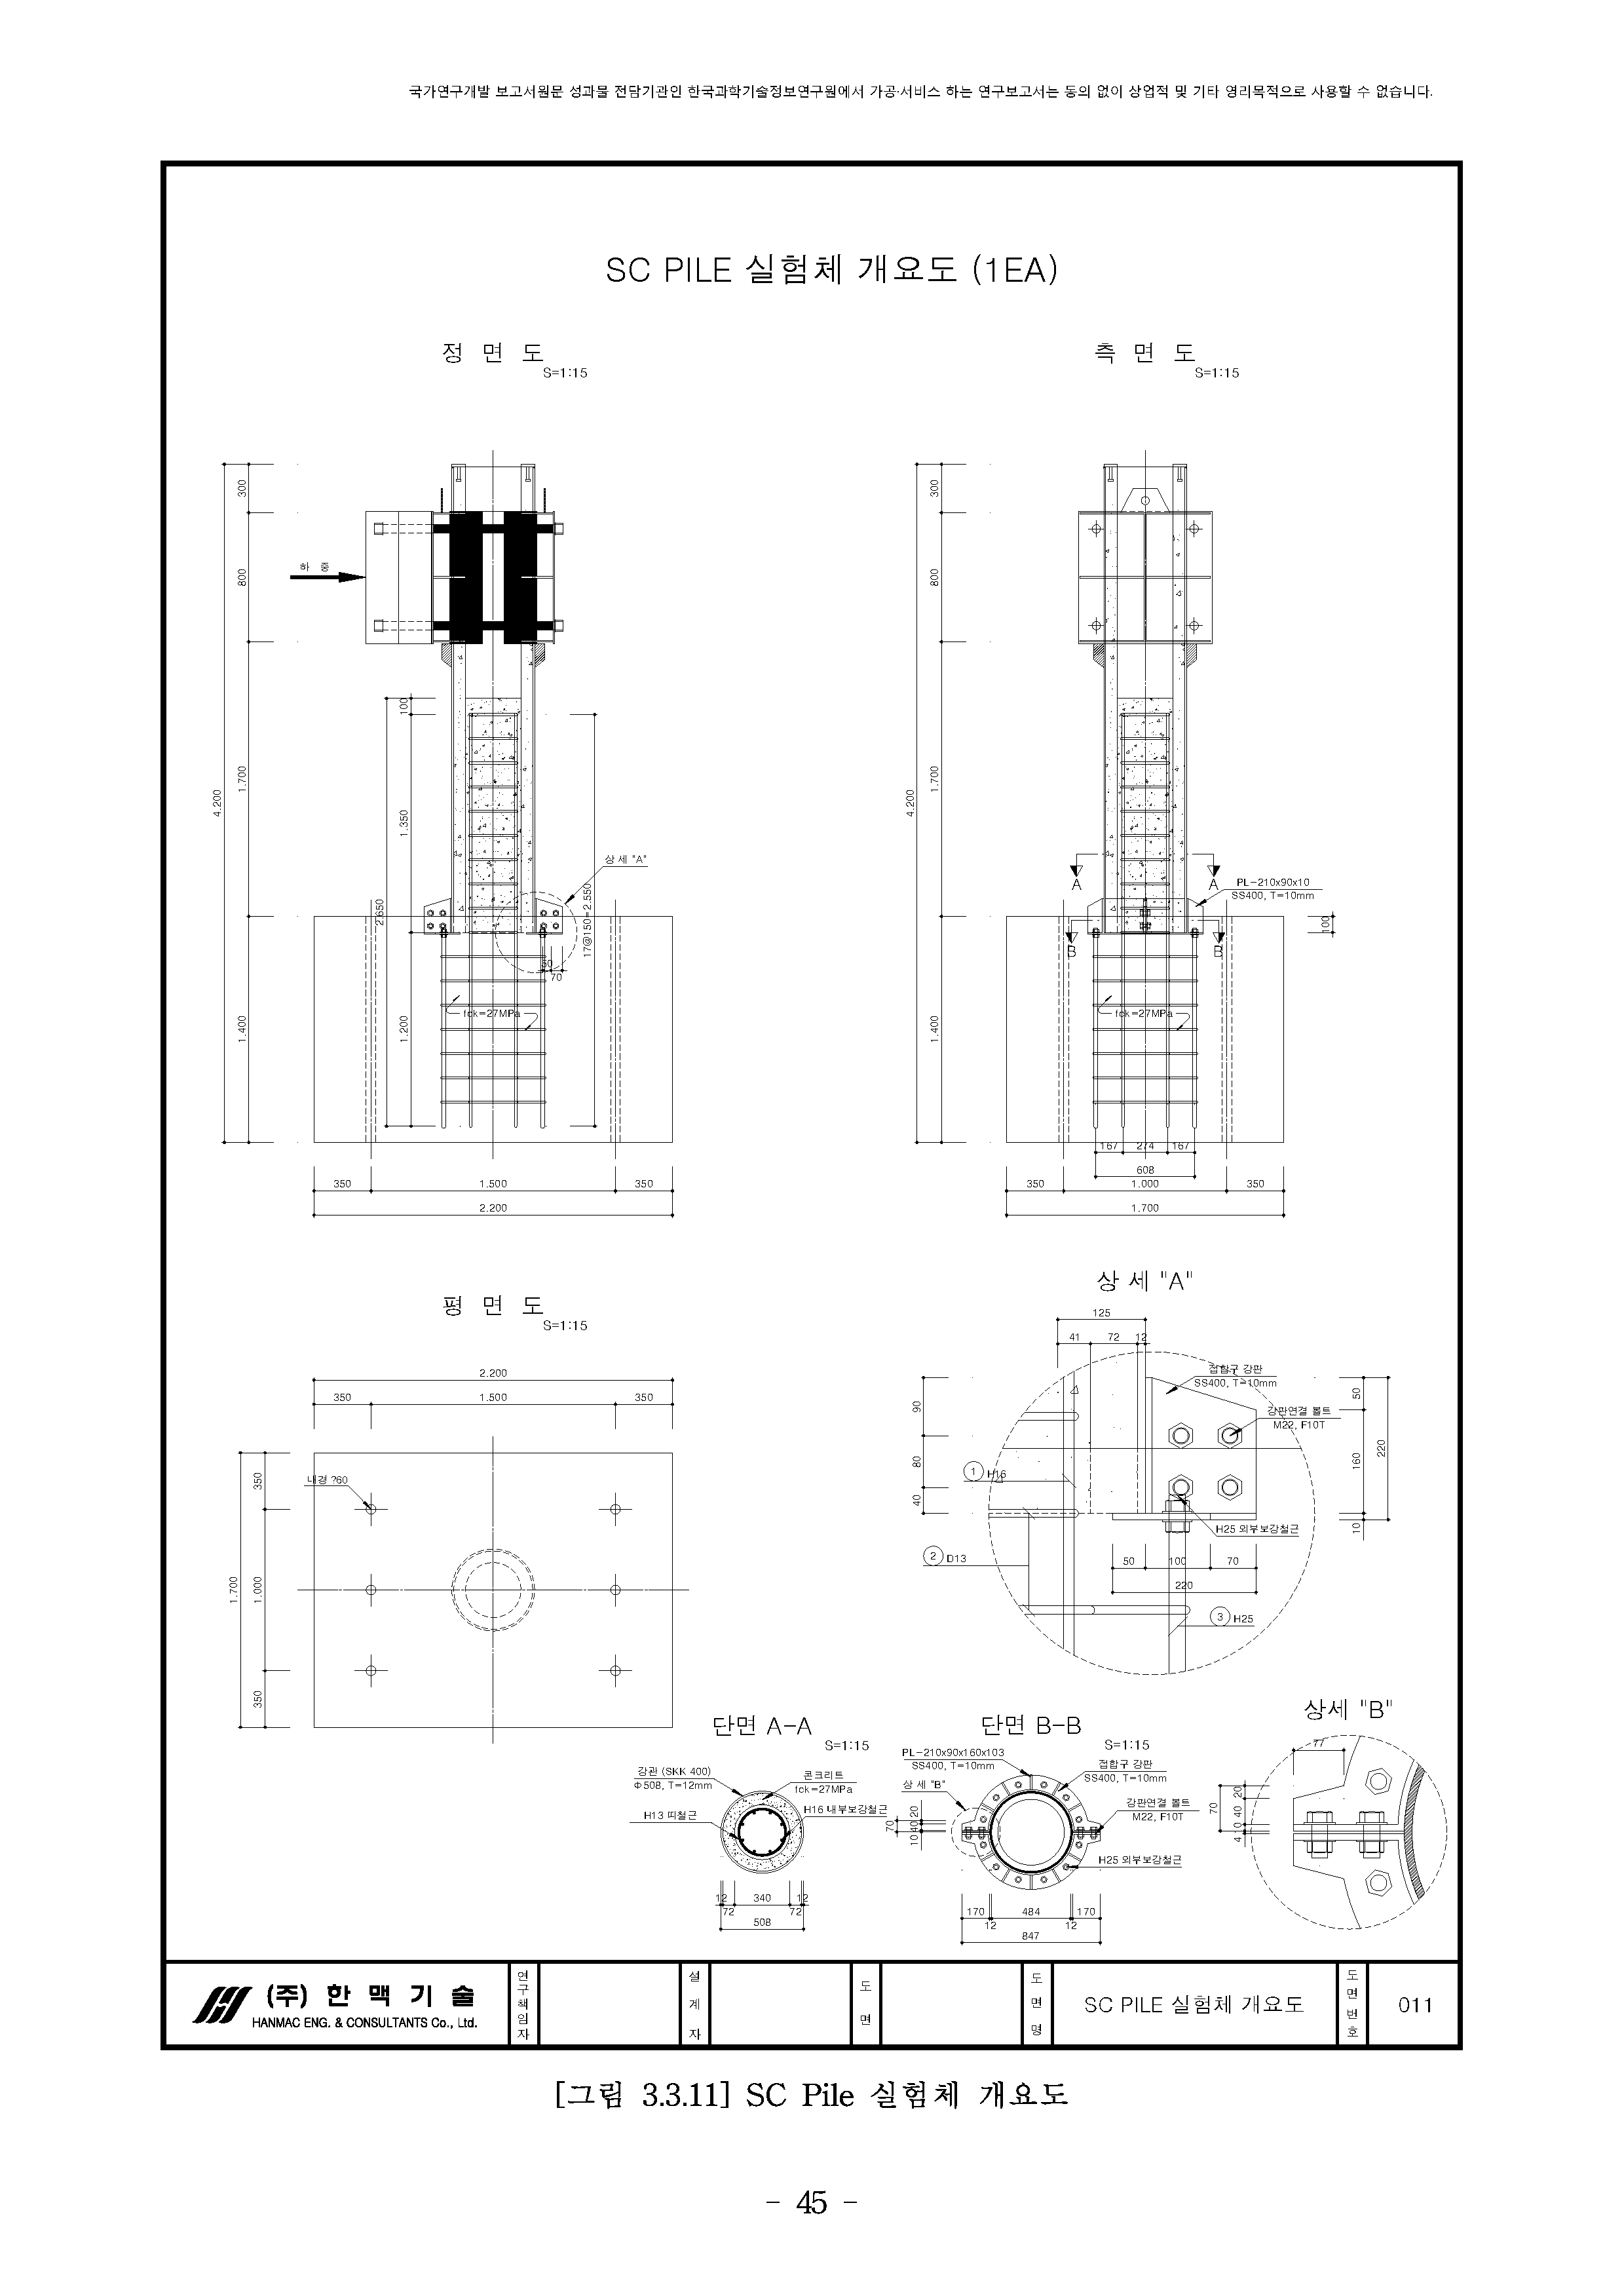 국가연구개발 보고서원문 성과물 전담기관인 한국과학기술정보연구원에서 가공·서비스 하는 연구보고서는 동의 없이 상업적 및 기타 영리목적으로 사용할 수 없습니다.
SC PILE 실험체 개요도 (1EA)
정 면 도
S=1:15
300
800
1.700
1.400
4.200
하 중
100
1.350
1.200
2.650
17@150=2.550
상 세 "A"
50
70
fck=27MPa
350
1.500
350
2.200
측 면 도
S=1:15
300
800
1.700
1.400
4.200
A
A
PL-210x90x10
SS400, T=10mm
100
B
B
fck=27MPa
167
274
167
608
350
1.000
350
1.700
평 면 도
S=1:15
2.200
350
1.500
350
내경 ?60
350
1.000
350
1.700
상 세 "A"
125
41
72
12
접합구 강판
SS400, T=10mm
강판연결 볼트
M22, F10T
90
80
40
50
160
220
10
1 H16
H25 외부보강철근
2 D13
50
100
70
220
3 H25
단면 A-A
S=1:15
강관 (SKK 400)
Φ508, T=12mm
콘크리트
fck=27MPa
H13 띠철근
H16 내부보강철근
12
340
12
72
72
508
단면 B-B
S=1:15
PL-210x90x160x103
SS400, T=10mm
상 세 "B"
접합구 강판
SS400, T=10mm
강판연결 볼트
M22, F10T
H25 외부보강철근
70
20
40
10
170
484
170
12
12
847
상세 "B"
77
70
20
40
10
4
(주) 한 맥 기 술
HANMAC ENG. & CONSULTANTS Co., Ltd.
연구책임자
설계자
도면
도면명
SC PILE 실험체 개요도
도면번호
011
[그림 3.3.11] SC Pile 실험체 개요도
- 45 -